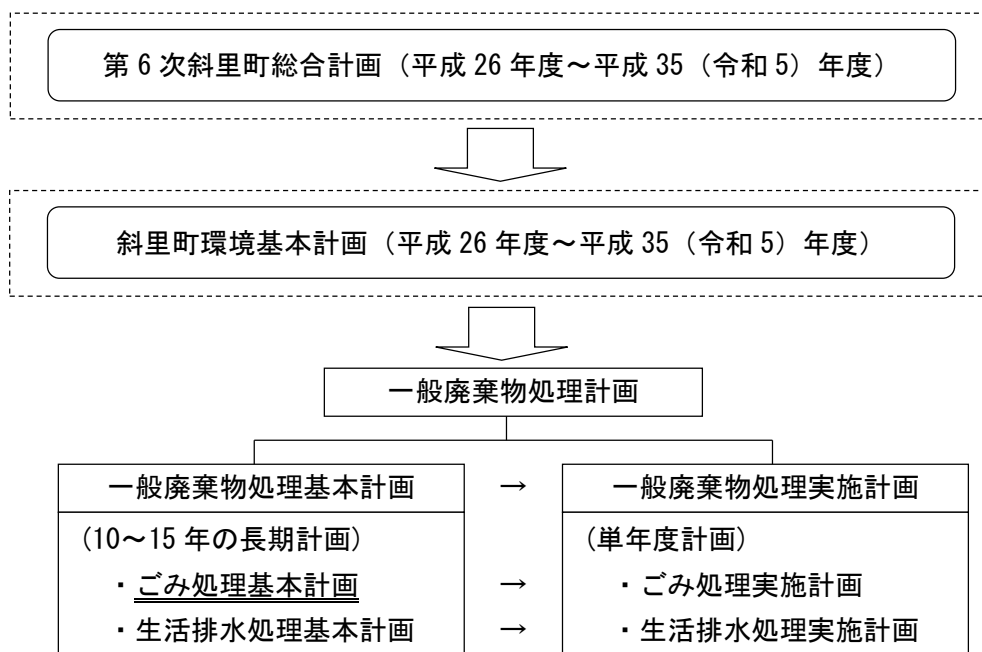 第6次斜里町総合計画（平成26年度～平成35（令和5）年度）
斜里町環境基本計画（平成26年度～平成35（令和5）年度）
一般廃棄物処理計画
一般廃棄物処理基本計画 → 一般廃棄物処理実施計画
(10～15年の長期計画) (単年度計画)
・ごみ処理基本計画 → ・ごみ処理実施計画
・生活排水処理基本計画 → ・生活排水処理実施計画